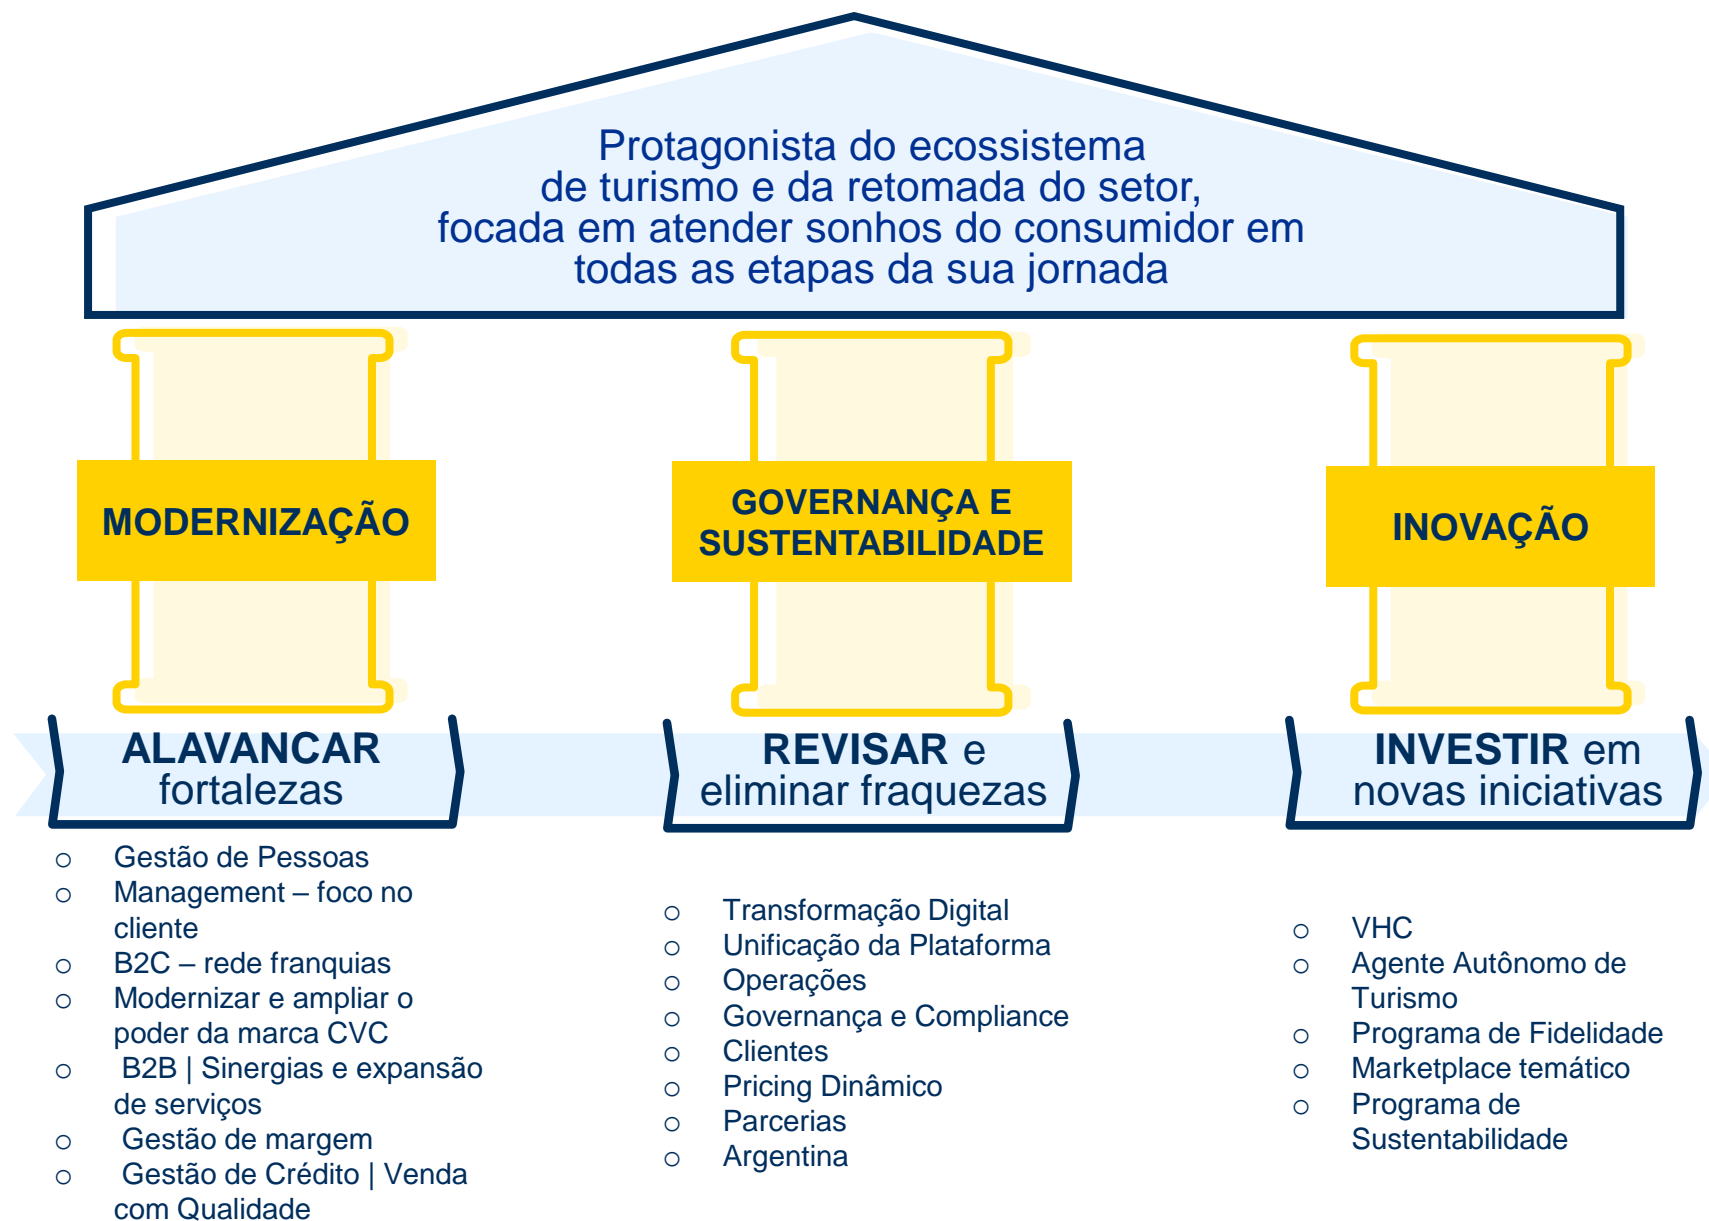 Protagonista do ecossistema
de turismo e da retomada do setor,
focada em atender sonhos do consumidor em
todas as etapas da sua jornada
MODERNIZAÇÃO
GOVERNANÇA E
SUSTENTABILIDADE
INOVAÇÃO
ALAVANCAR
fortalezas
REVISAR e
eliminar fraquezas
INVESTIR em
novas iniciativas
o Gestão de Pessoas
o Management – foco no
cliente
o B2C – rede franquias
o Modernizar e ampliar o
poder da marca CVC
o B2B | Sinergias e expansão
de serviços
o Gestão de margem
o Gestão de Crédito | Venda
com Qualidade
o Transformação Digital
o Unificação da Plataforma
o Operações
o Governança e Compliance
o Clientes
o Pricing Dinâmico
o Parcerias
o Argentina
o VHC
o Agente Autônomo de
Turismo
o Programa de Fidelidade
o Marketplace temático
o Programa de
Sustentabilidade